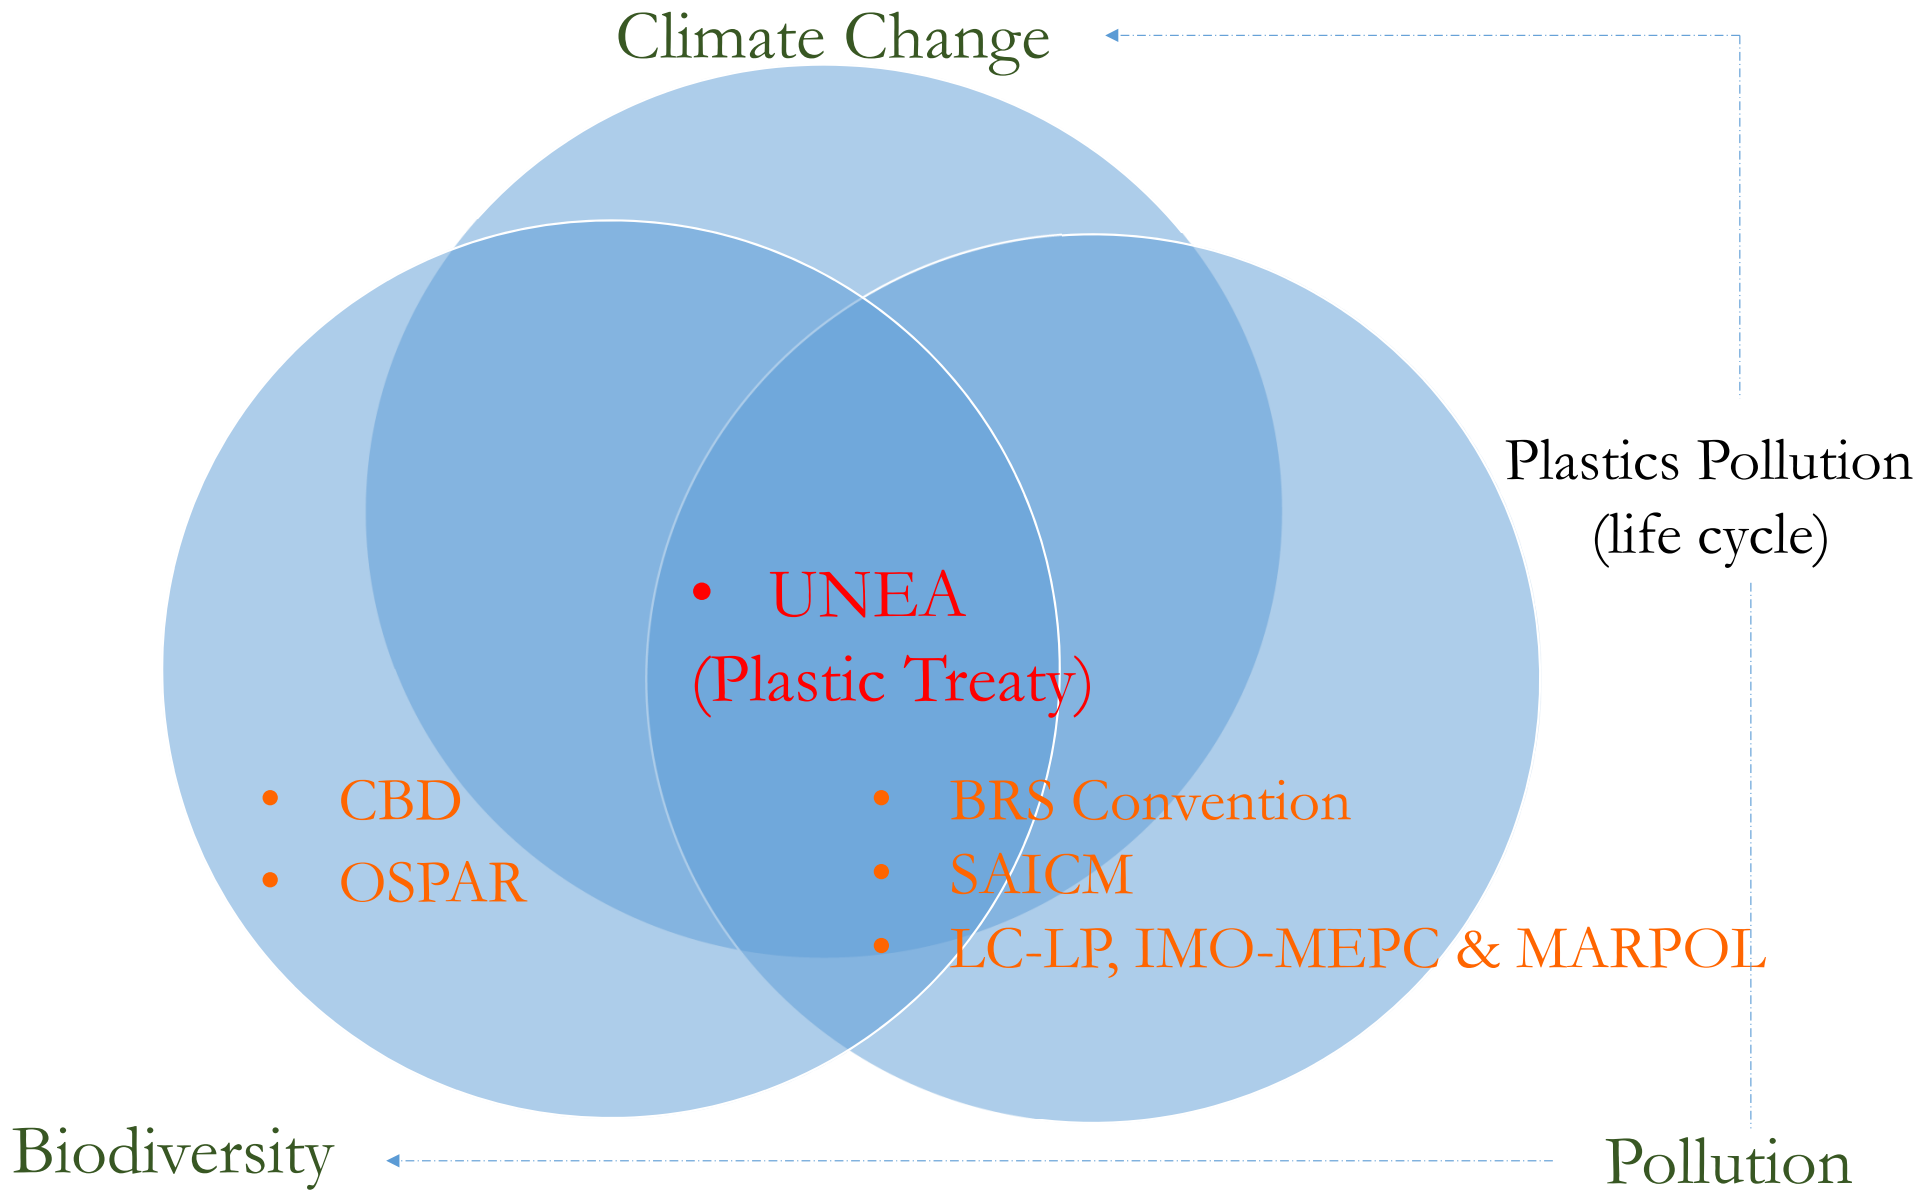 Climate Change
Plastics Pollution
(life cycle)
• UNEA
(Plastic Treaty)
• CBD
• OSPAR
• BRS Convention
• SAICM
• LC-LP, IMO-MEPC & MARPOL
Biodiversity
Pollution